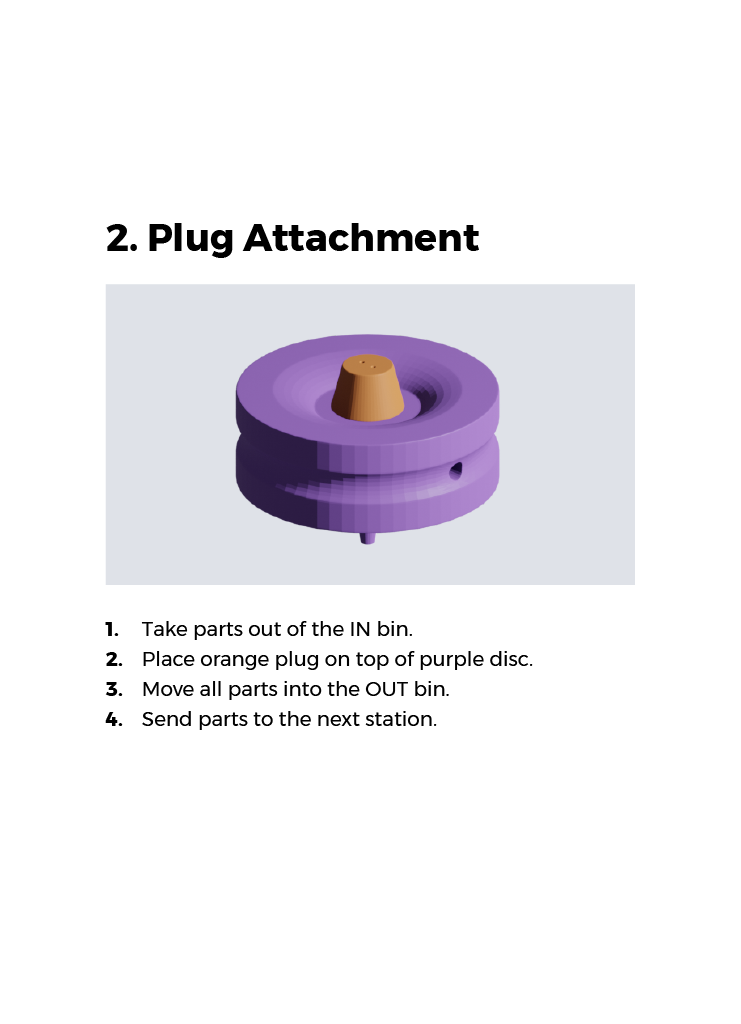 2. Plug Attachment
1. Take parts out of the IN bin.
2. Place orange plug on top of purple disc.
3. Move all parts into the OUT bin.
4. Send parts to the next station.